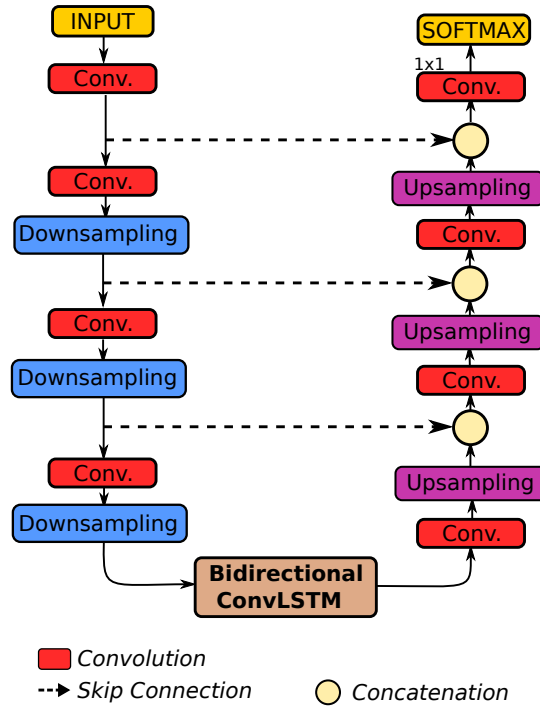 INPUT
Conv.
Conv.
Downsampling
Conv.
Downsampling
Conv.
Downsampling
Bidirectional
ConvLSTM
SOFTMAX
1x1
Conv.
Upsampling
Conv.
Upsampling
Conv.
Upsampling
Conv.
Convolution
Skip Connection
Concatenation